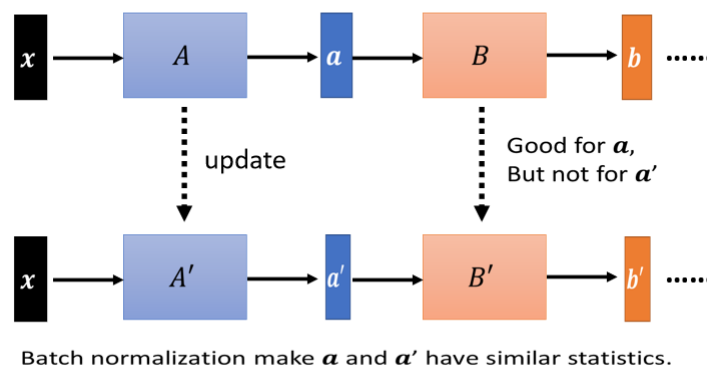 x A a B b ......
update
Good for a,
But not for a'
x A' a' B' b' ......
Batch normalization make a and a' have similar statistics.